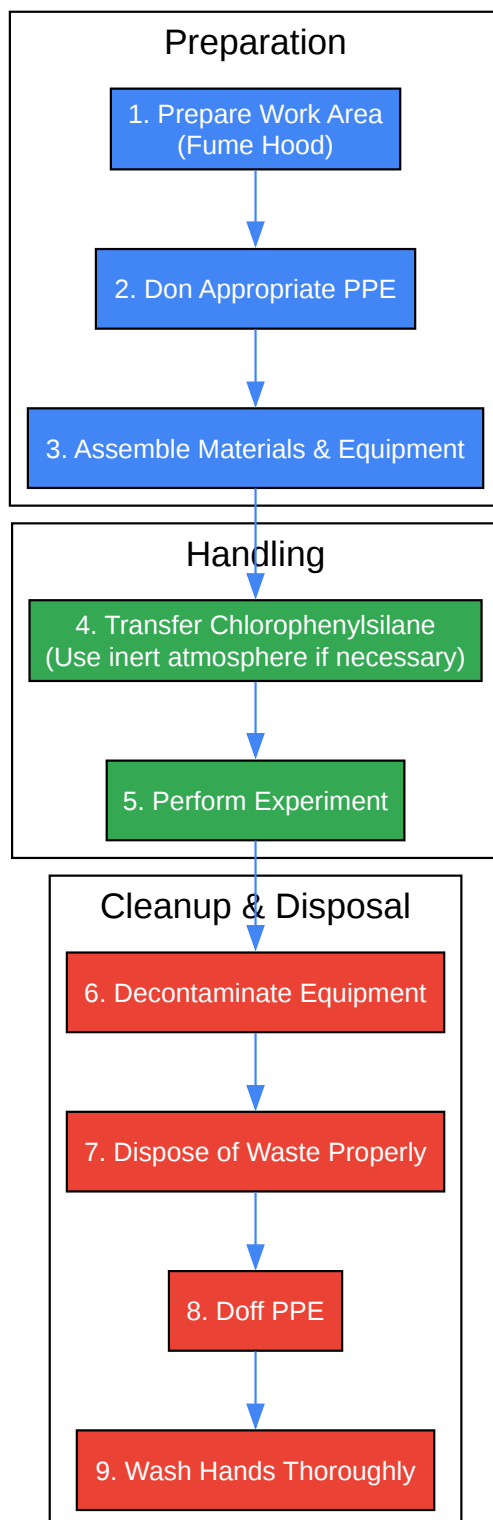 Preparation
1. Prepare Work Area
(Fume Hood)
2. Don Appropriate PPE
3. Assemble Materials & Equipment
Handling
4. Transfer Chlorophenylsilane
(Use inert atmosphere if necessary)
5. Perform Experiment
Cleanup & Disposal
6. Decontaminate Equipment
7. Dispose of Waste Properly
8. Doff PPE
9. Wash Hands Thoroughly